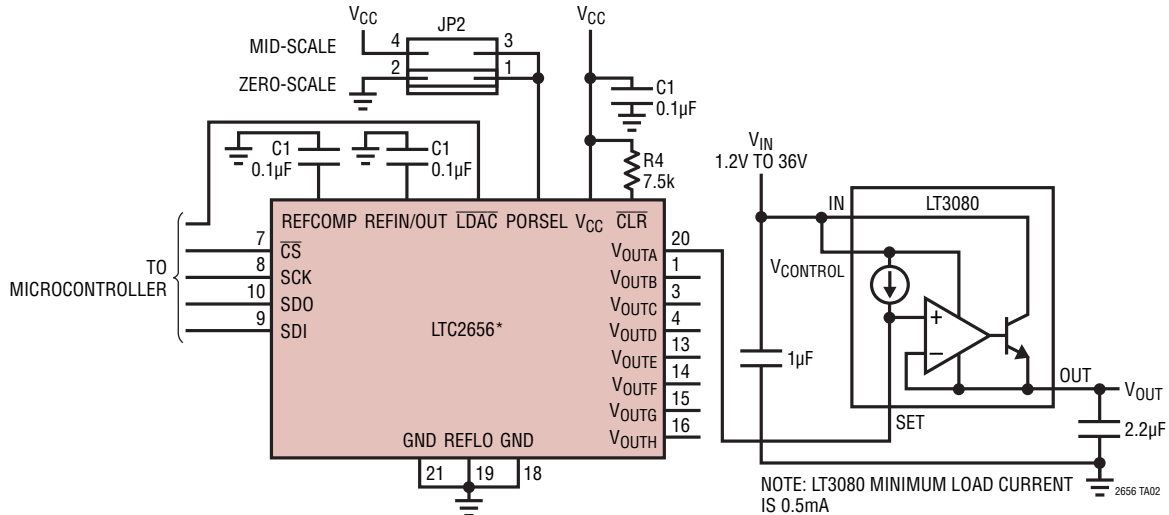 VCC
JP2
VCC
MID-SCALE
4
3
ZERO-SCALE
2
1
C1
0.1µF
C1
0.1µF
C1
0.1µF
R4
7.5k
VIN
1.2V TO 36V
REFCOMP REFIN/OUT LDAC PORSEL VCC CLR
IN
LT3080
TO
MICROCONTROLLER
7
CS
8
SCK
10
SDO
9
SDI
LTC2656*
VOUTA
20
VOUTB
1
VOUTC
3
VOUTD
4
VOUTE
13
VOUTF
14
VOUTG
15
VOUTH
16
GND REFLO GND
21
19
18
VCONTROL
+
–
1µF
OUT
VOUT
SET
2.2µF
NOTE: LT3080 MINIMUM LOAD CURRENT
IS 0.5mA
2656 TA02